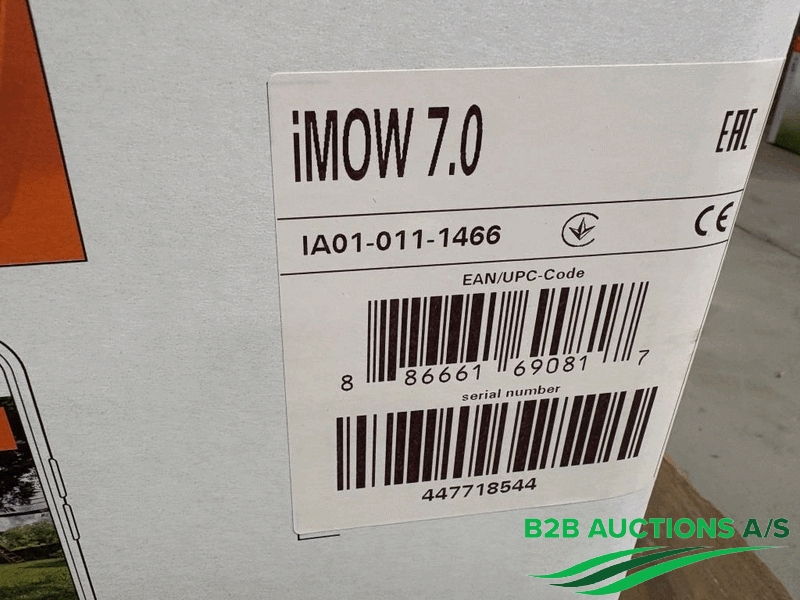 iMOW 7.0
EAC
IA01-011-1466
CE
EAN/UPC-Code
8 86661 69081 7
serial number
447718544
B2B AUCTIONS A/S